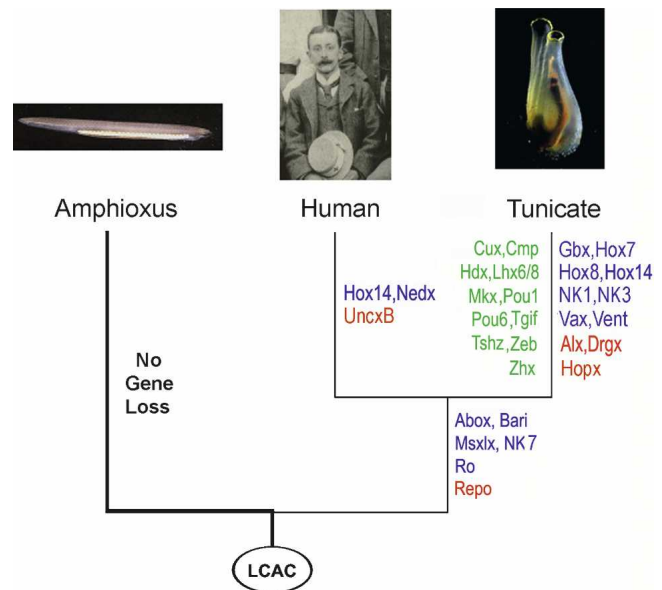 Amphioxus
Human
Tunicate
No
Gene
Loss
Hox14,Nedx
UncxB
Cux,Cmp
Hdx,Lhx6/8
Mkx,Pou1
Pou6,Tgif
Tshz,Zeb
Zhx
Gbx,Hox7
Hox8,Hox14
NK1,NK3
Vax,Vent
Alx,Drgx
Hopx
Abox, Bari
Msxlx, NK7
Ro
Repo
LCAC